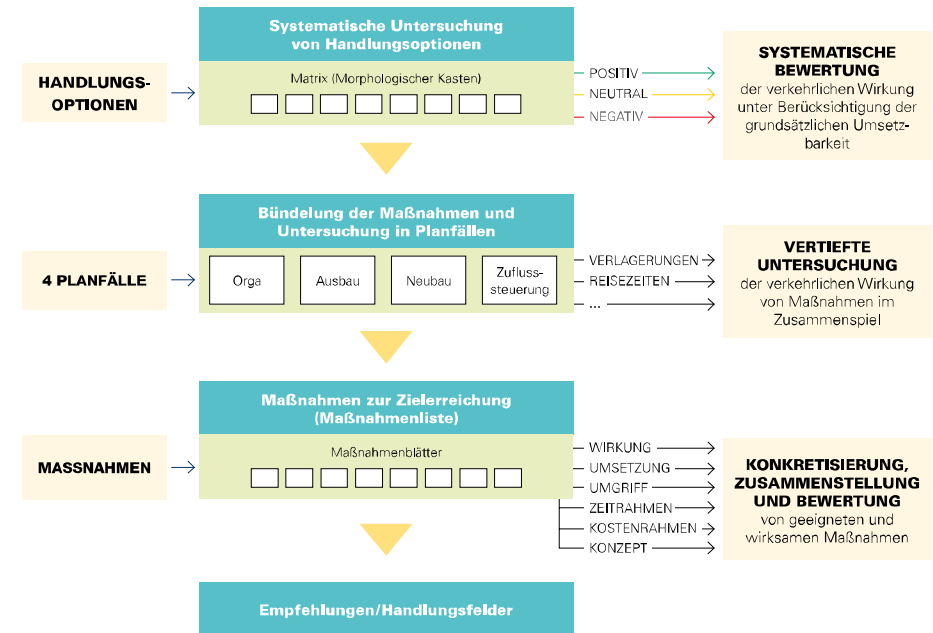 Systematische Untersuchung
von Handlungsoptionen
HANDLUNGS-
OPTIONEN
Matrix (Morphologischer Kasten)
POSITIV
NEUTRAL
NEGATIV
SYSTEMATISCHE
BEWERTUNG
der verkehrlichen Wirkung
unter Berücksichtigung der
grundsätzlichen Umsetz-
barkeit
Bündelung der Maßnahmen und
Untersuchung in Planfällen
4 PLANFÄLLE
Orga
Ausbau
Neubau
Zufluss-
steuerung
VERLAGERUNGEN
REISEZEITEN
...
VERTIEFTE
UNTERSUCHUNG
der verkehrlichen Wirkung
von Maßnahmen im
Zusammenspiel
Maßnahmen zur Zielerreichung
(Maßnahmenliste)
MASSNAHMEN
Maßnahmenblätter
WIRKUNG
UMSETZUNG
UMGRIFF
ZEITRAHMEN
KOSTENRAHMEN
KONZEPT
KONKRETISIERUNG,
ZUSAMMENSTELLUNG
UND BEWERTUNG
von geeigneten und
wirksamen Maßnahmen
Empfehlungen/Handlungsfelder